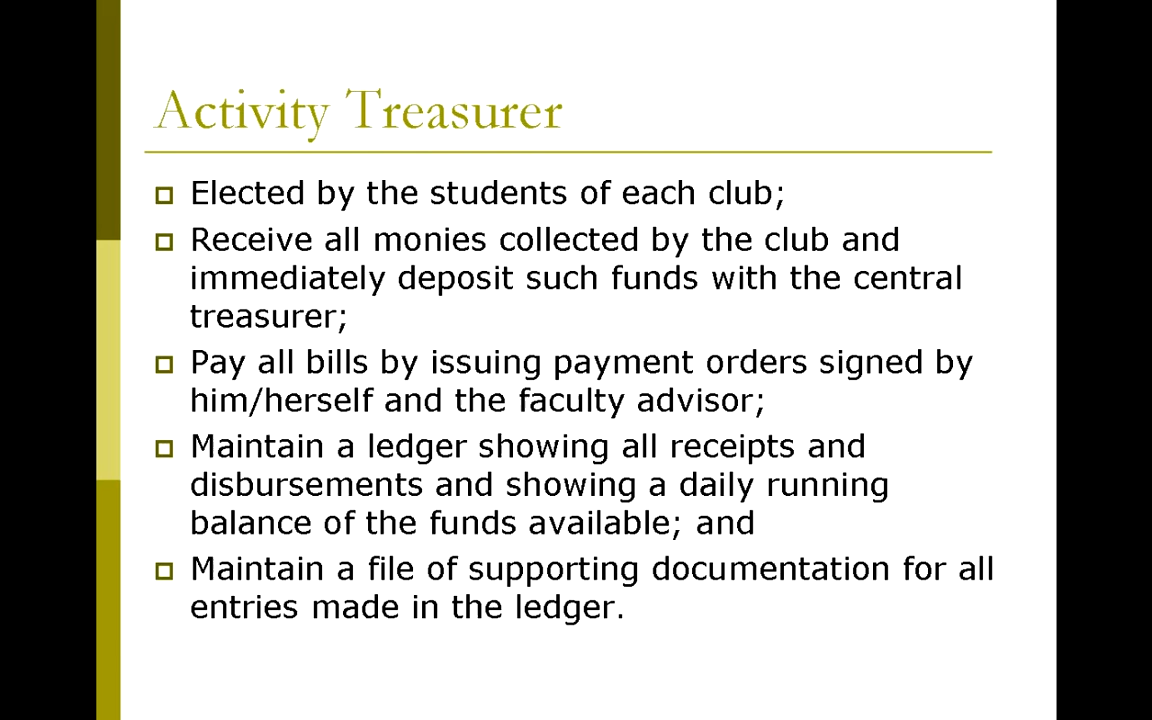 Activity Treasurer
Elected by the students of each club;
Receive all monies collected by the club and
immediately deposit such funds with the central
treasurer;
Pay all bills by issuing payment orders signed by
him/herself and the faculty advisor;
Maintain a ledger showing all receipts and
disbursements and showing a daily running
balance of the funds available; and
Maintain a file of supporting documentation for all
entries made in the ledger.